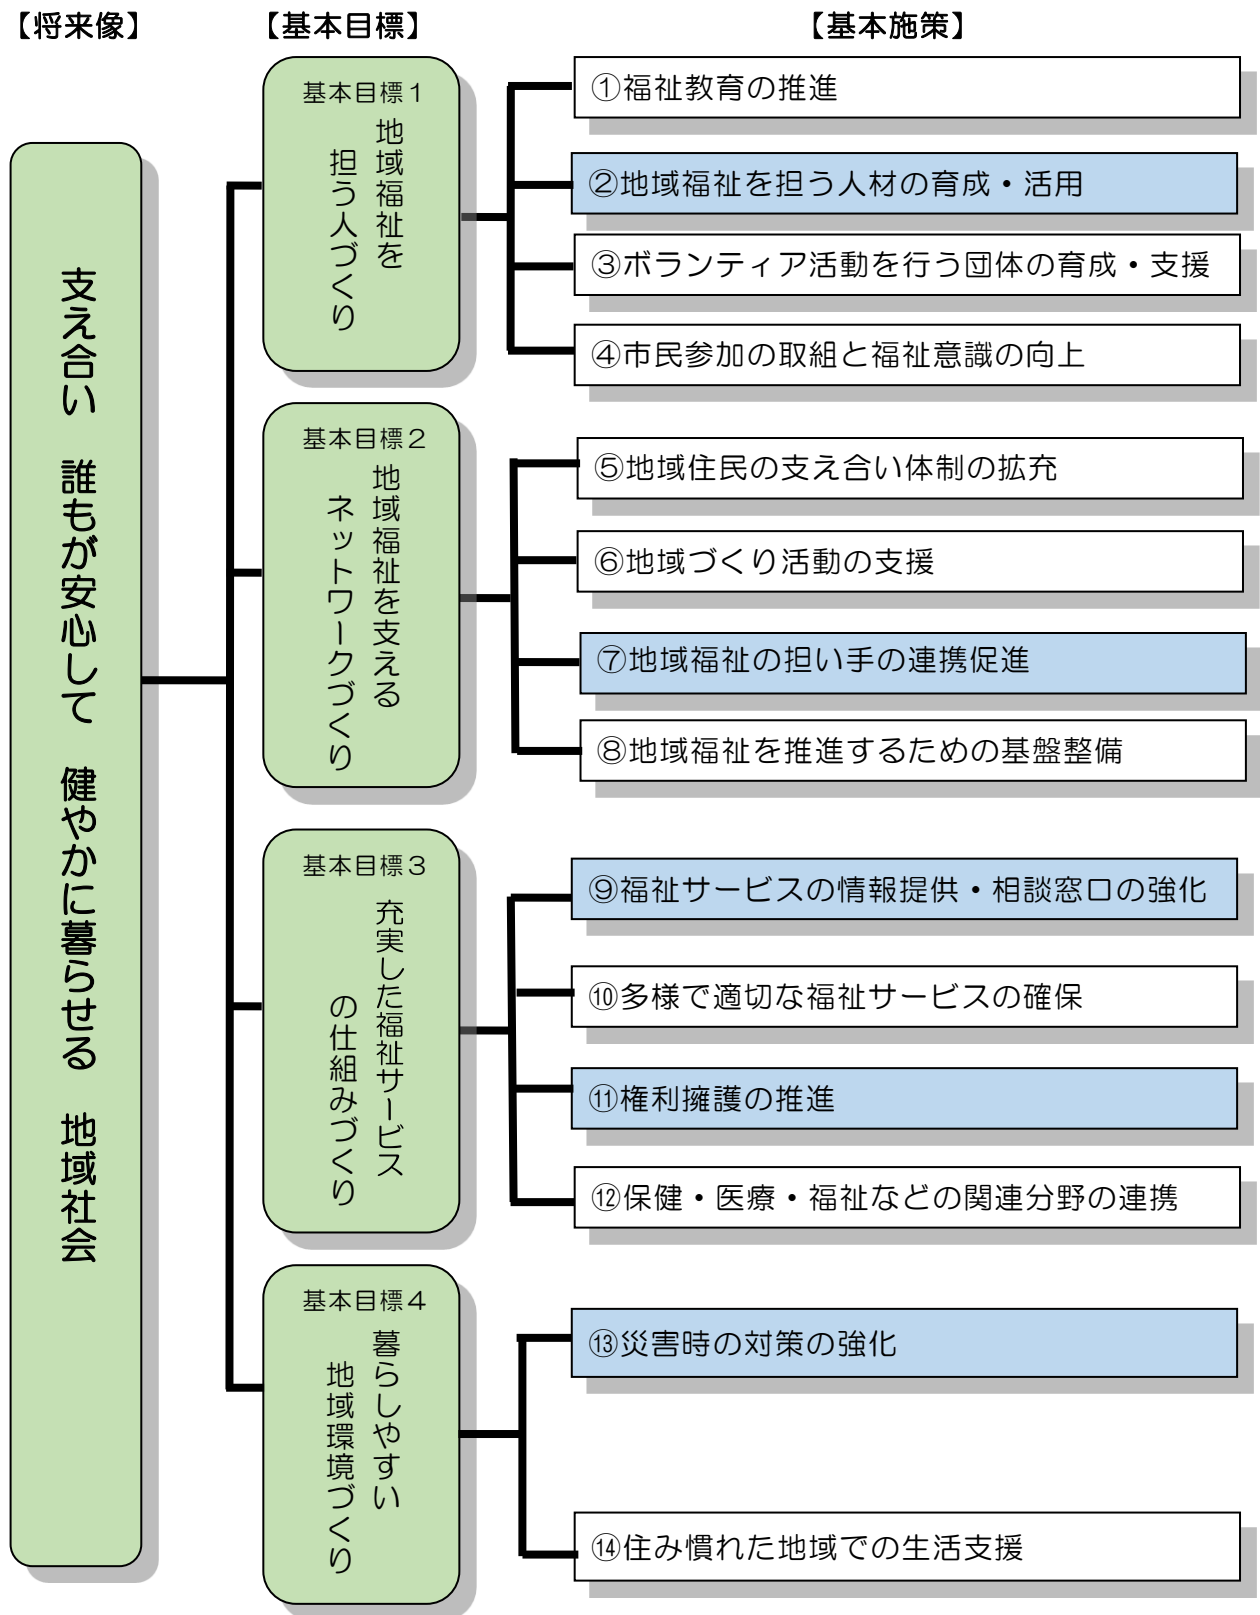 【将来像】
【基本目標】
【基本施策】
支え合い 誰もが安心して 健やかに暮らせる 地域社会
基本目標1
地域福祉を
担う人づくり
①福祉教育の推進
②地域福祉を担う人材の育成・活用
③ボランティア活動を行う団体の育成・支援
④市民参加の取組と福祉意識の向上
基本目標2
地域福祉を支える
ネットワークづくり
⑤地域住民の支え合い体制の拡充
⑥地域づくり活動の支援
⑦地域福祉の担い手の連携促進
⑧地域福祉を推進するための基盤整備
基本目標3
充実した福祉サービス
の仕組みづくり
⑨福祉サービスの情報提供・相談窓口の強化
⑩多様で適切な福祉サービスの確保
⑪権利擁護の推進
⑫保健・医療・福祉などの関連分野の連携
基本目標4
暮らしやすい
地域環境づくり
⑬災害時の対策の強化
⑭住み慣れた地域での生活支援